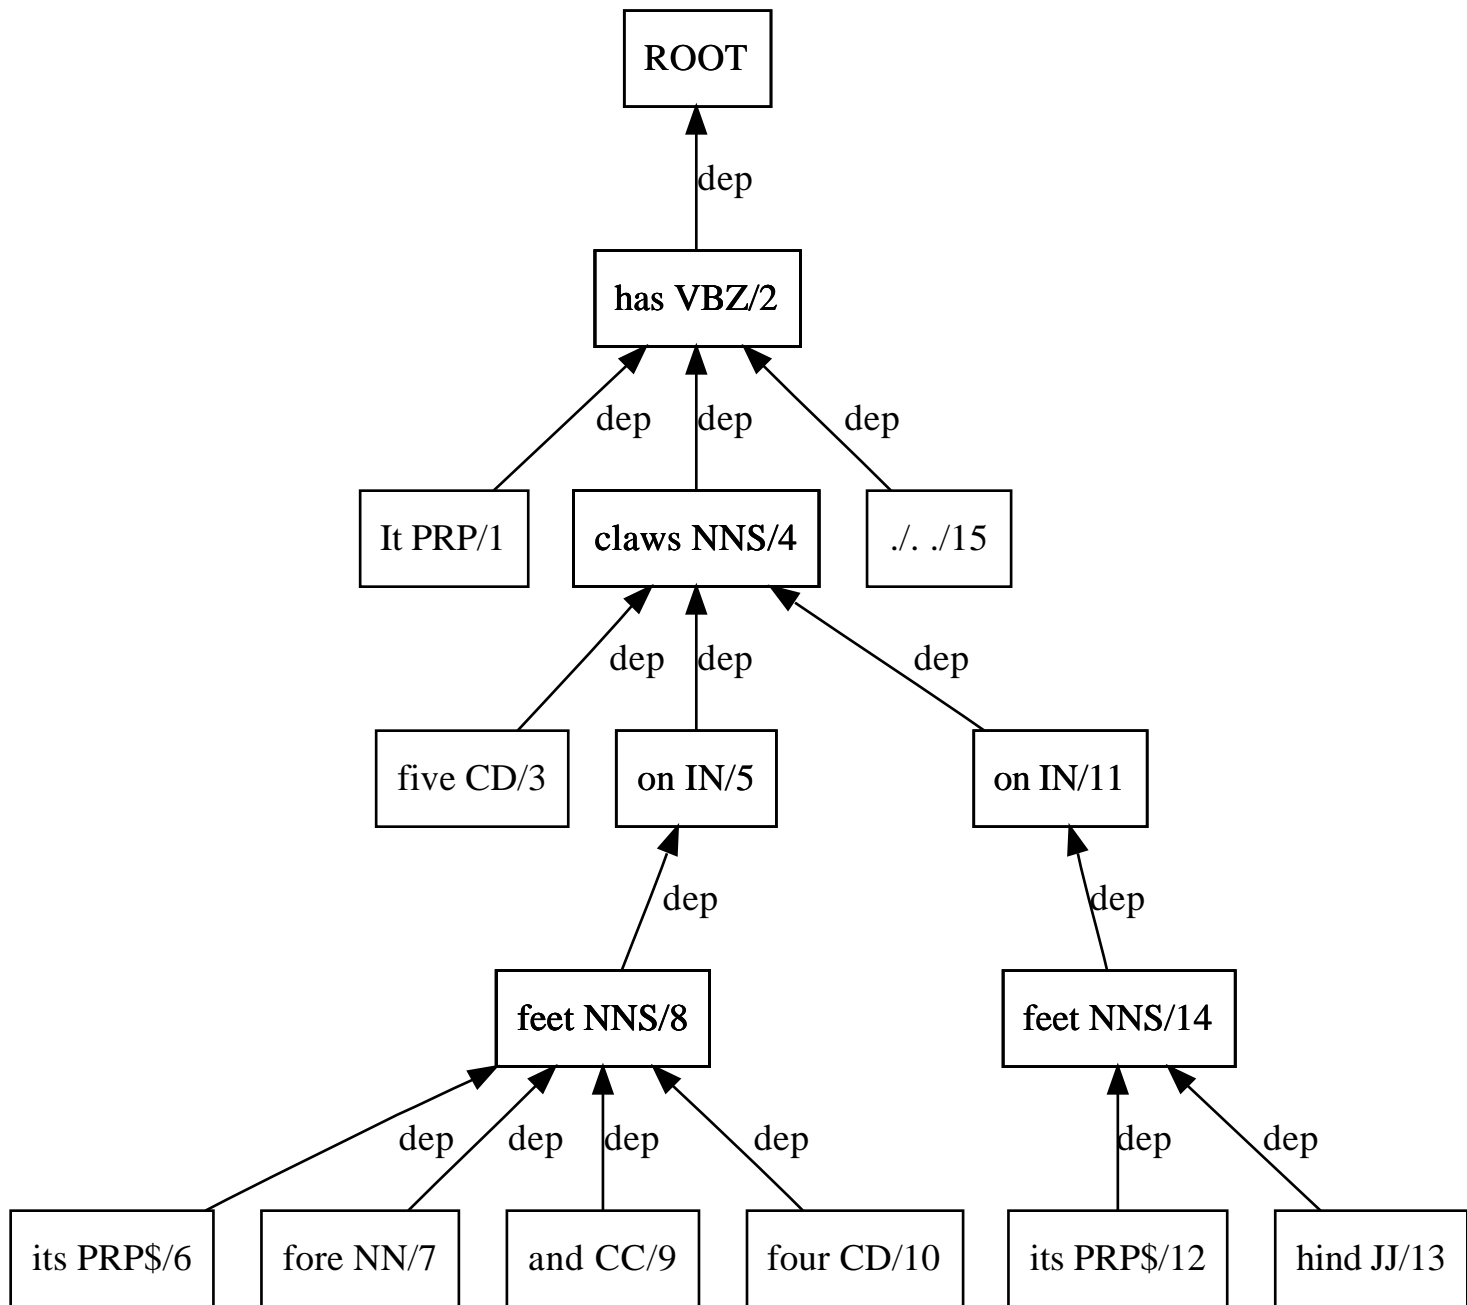 ROOT
dep
has VBZ/2
dep dep dep
It PRP/1 claws NNS/4 ./. ./15
dep dep dep
five CD/3 on IN/5 on IN/11
dep dep
feet NNS/8 feet NNS/14
dep dep dep dep dep dep
its PRP$/6 fore NN/7 and CC/9 four CD/10 its PRP$/12 hind JJ/13